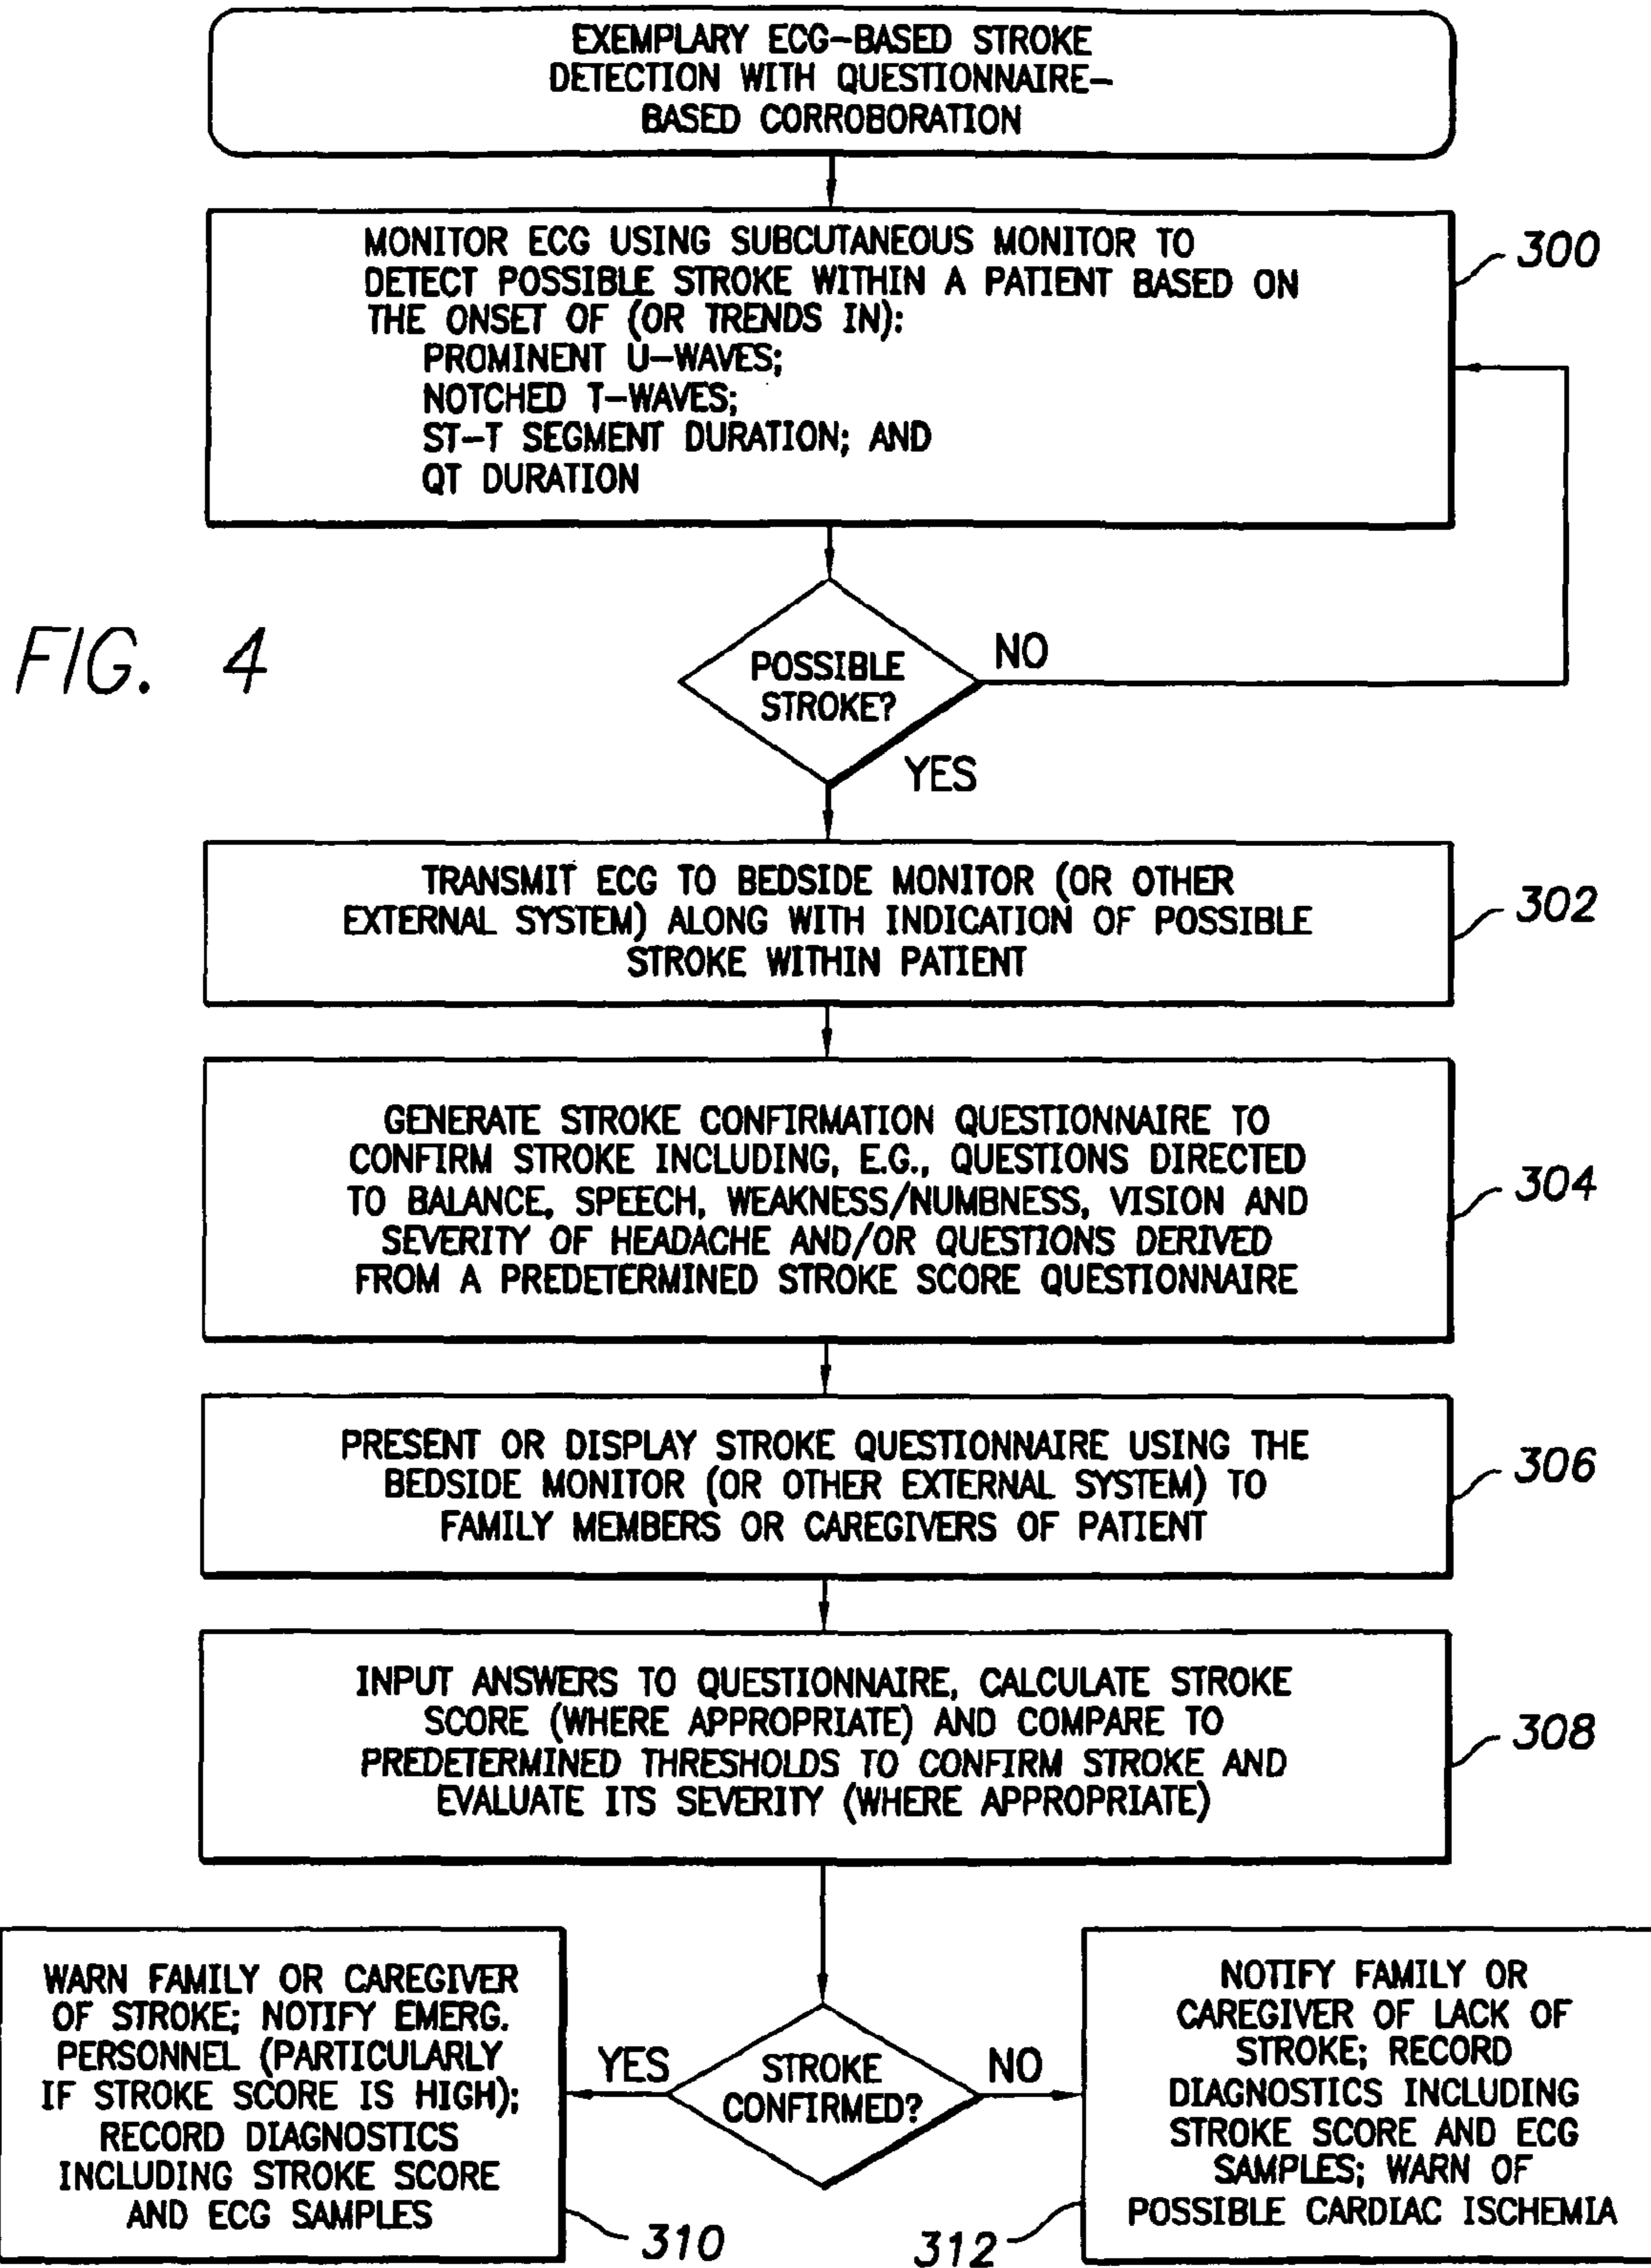 EXEMPLARY ECG-BASED STROKE
DETECTION WITH QUESTIONNAIRE-
BASED CORROBORATION
MONITOR ECG USING SUBCUTANEOUS MONITOR TO
DETECT POSSIBLE STROKE WITHIN A PATIENT BASED ON
THE ONSET OF (OR TRENDS IN):
PROMINENT U-WAVES;
NOTCHED T-WAVES;
ST-T SEGMENT DURATION; AND
QT DURATION
300
FIG. 4
POSSIBLE
STROKE?
NO
YES
TRANSMIT ECG TO BEDSIDE MONITOR (OR OTHER
EXTERNAL SYSTEM) ALONG WITH INDICATION OF POSSIBLE
STROKE WITHIN PATIENT
302
GENERATE STROKE CONFIRMATION QUESTIONNAIRE TO
CONFIRM STROKE INCLUDING, E.G., QUESTIONS DIRECTED
TO BALANCE, SPEECH, WEAKNESS/NUMBNESS, VISION AND
SEVERITY OF HEADACHE AND/OR QUESTIONS DERIVED
FROM A PREDETERMINED STROKE SCORE QUESTIONNAIRE
304
PRESENT OR DISPLAY STROKE QUESTIONNAIRE USING THE
BEDSIDE MONITOR (OR OTHER EXTERNAL SYSTEM) TO
FAMILY MEMBERS OR CAREGIVERS OF PATIENT
306
INPUT ANSWERS TO QUESTIONNAIRE, CALCULATE STROKE
SCORE (WHERE APPROPRIATE) AND COMPARE TO
PREDETERMINED THRESHOLDS TO CONFIRM STROKE AND
EVALUATE ITS SEVERITY (WHERE APPROPRIATE)
308
STROKE
CONFIRMED?
YES
NO
WARN FAMILY OR CAREGIVER
OF STROKE; NOTIFY EMERG.
PERSONNEL (PARTICULARLY
IF STROKE SCORE IS HIGH);
RECORD DIAGNOSTICS
INCLUDING STROKE SCORE
AND ECG SAMPLES
310
NOTIFY FAMILY OR
CAREGIVER OF LACK OF
STROKE; RECORD
DIAGNOSTICS INCLUDING
STROKE SCORE AND ECG
SAMPLES; WARN OF
POSSIBLE CARDIAC ISCHEMIA
312